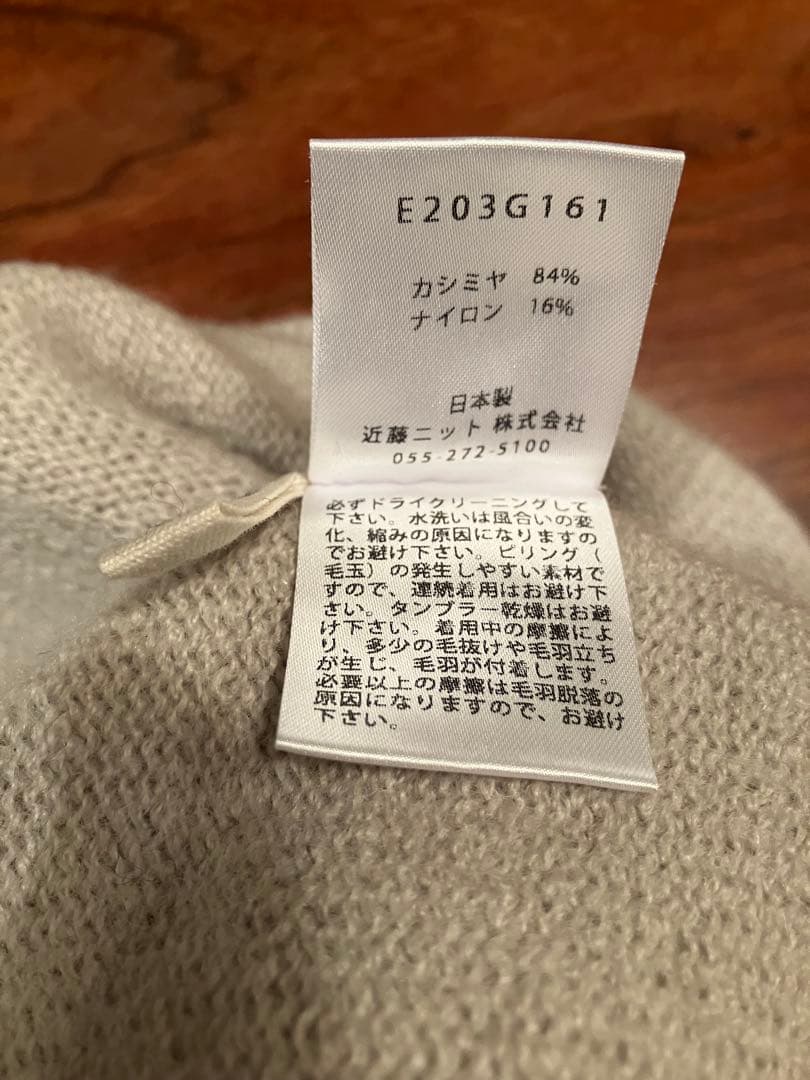 E203G161
カシミヤ 84%
ナイロン 16%
日本製
近藤ニット 株式会社
055-272-5100
必ずドライクリーニングして
下さい。水洗いは風合いの変
化、縮みの原因になりますの
でお避け下さい。ピリング（
毛玉）の発生しやすい素材で
すので、連続着用はお避け下
さい。タンブラー乾燥はお避
け下さい。着用中の摩擦によ
り、多少の毛抜けや毛羽立ち
が生じ、毛羽が付着します。
必要以上の摩擦は毛羽脱落の
原因になりますので、お避け
下さい。